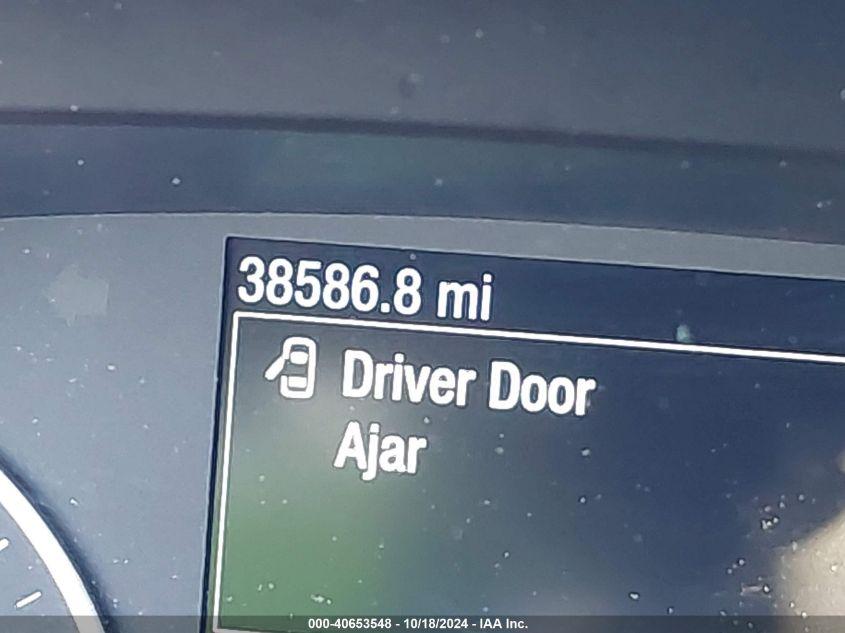 38586.8 mi
Driver Door
Ajar
000-40653548 - 10/18/2024 - IAA Inc.